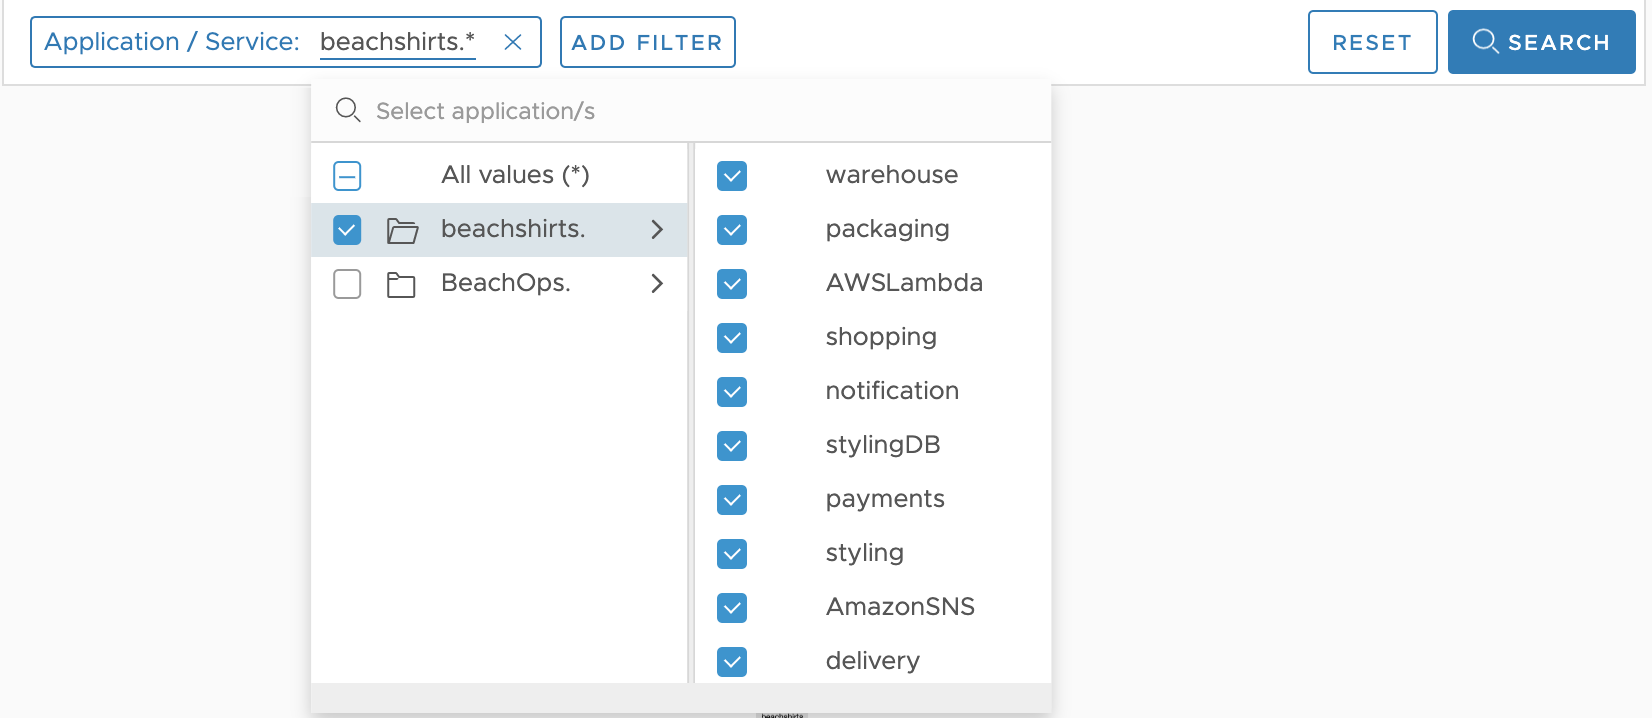 Application / Service: beachshirts.*
ADD FILTER
RESET
SEARCH
Select application/s
All values (*)
beachshirts.
BeachOps.
warehouse
packaging
AWSLambda
shopping
notification
stylingDB
payments
styling
AmazonSNS
delivery
beachshirts